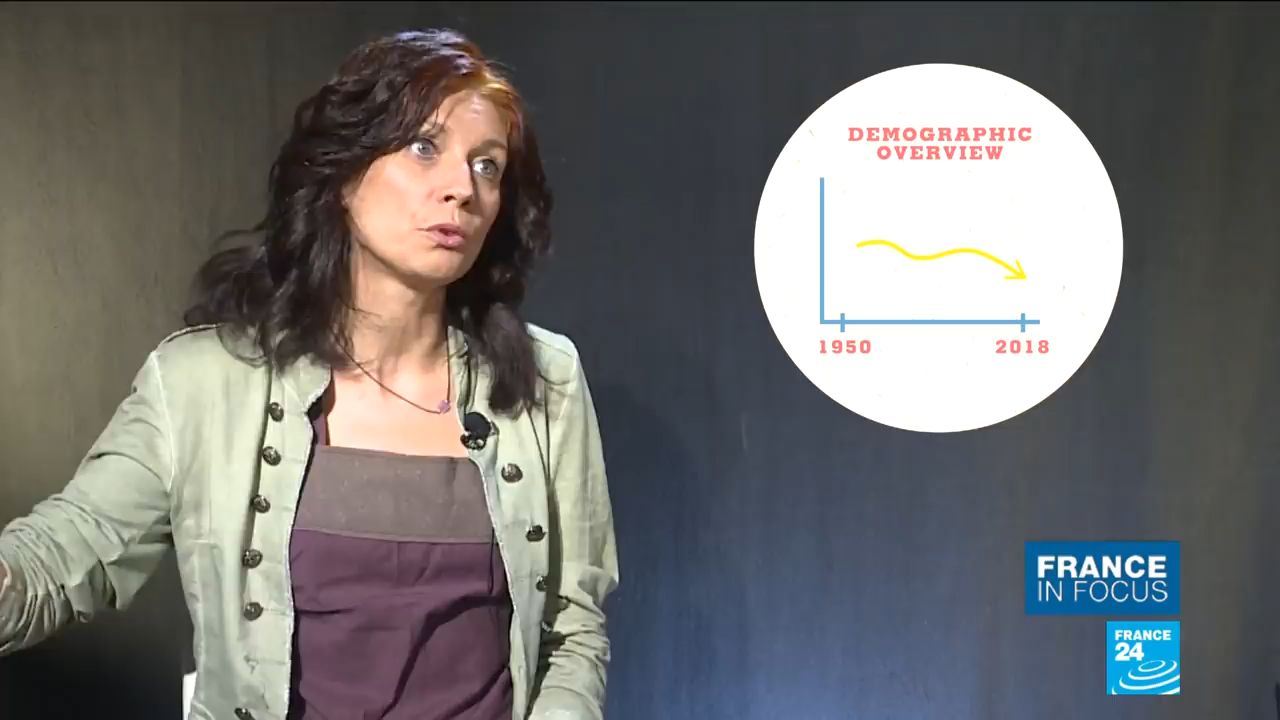 DEMOGRAPHIC
OVERVIEW
1950
2018
FRANCE
IN FOCUS
FRANCE
24